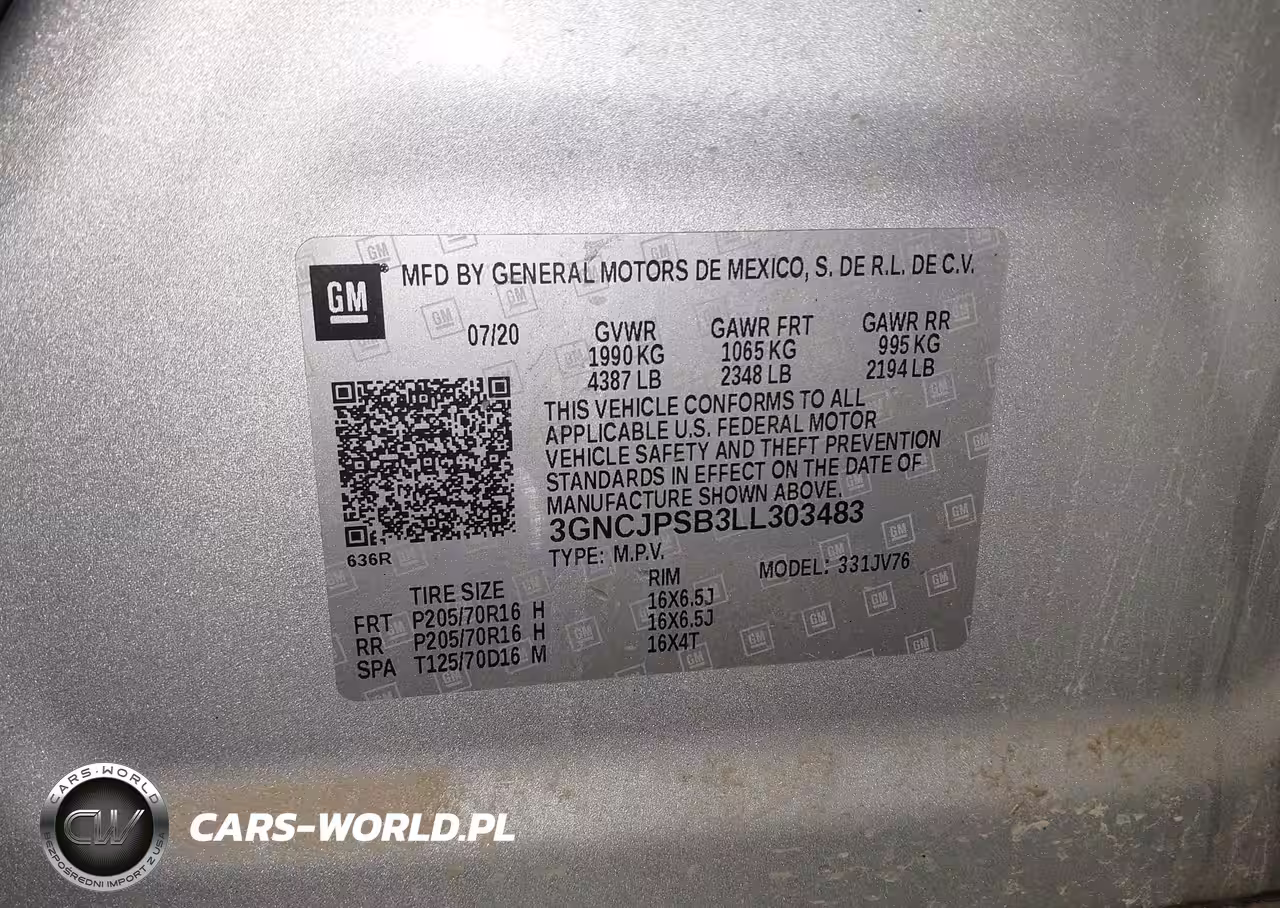 GM
MFD BY GENERAL MOTORS DE MEXICO, S. DE R.L. DE C.V.
07/20 GVWR GAWR FRT GAWR RR
1990 KG 1065 KG 995 KG
4387 LB 2348 LB 2194 LB
THIS VEHICLE CONFORMS TO ALL
APPLICABLE U.S. FEDERAL MOTOR
VEHICLE SAFETY AND THEFT PREVENTION
STANDARDS IN EFFECT ON THE DATE OF
MANUFACTURE SHOWN ABOVE.
3GNCJPSB3LL303483
636R
TYPE: M.P.V. MODEL: 331JV76
TIRE SIZE RIM
FRT P205/70R16 H 16X6.5J
RR P205/70R16 H 16X6.5J
SPA T125/70D16 M 16X4T
CARS-WORLD
CW
BEZPOŚREDNI IMPORT Z USA
CARS-WORLD.PL